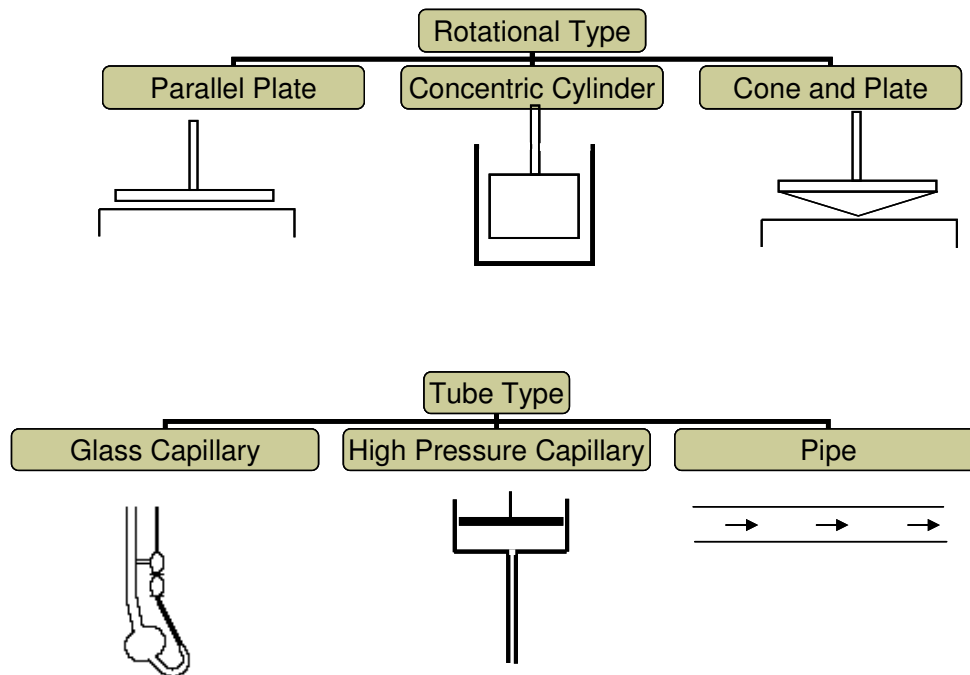 Rotational Type
Parallel Plate
Concentric Cylinder
Cone and Plate
Tube Type
Glass Capillary
High Pressure Capillary
Pipe